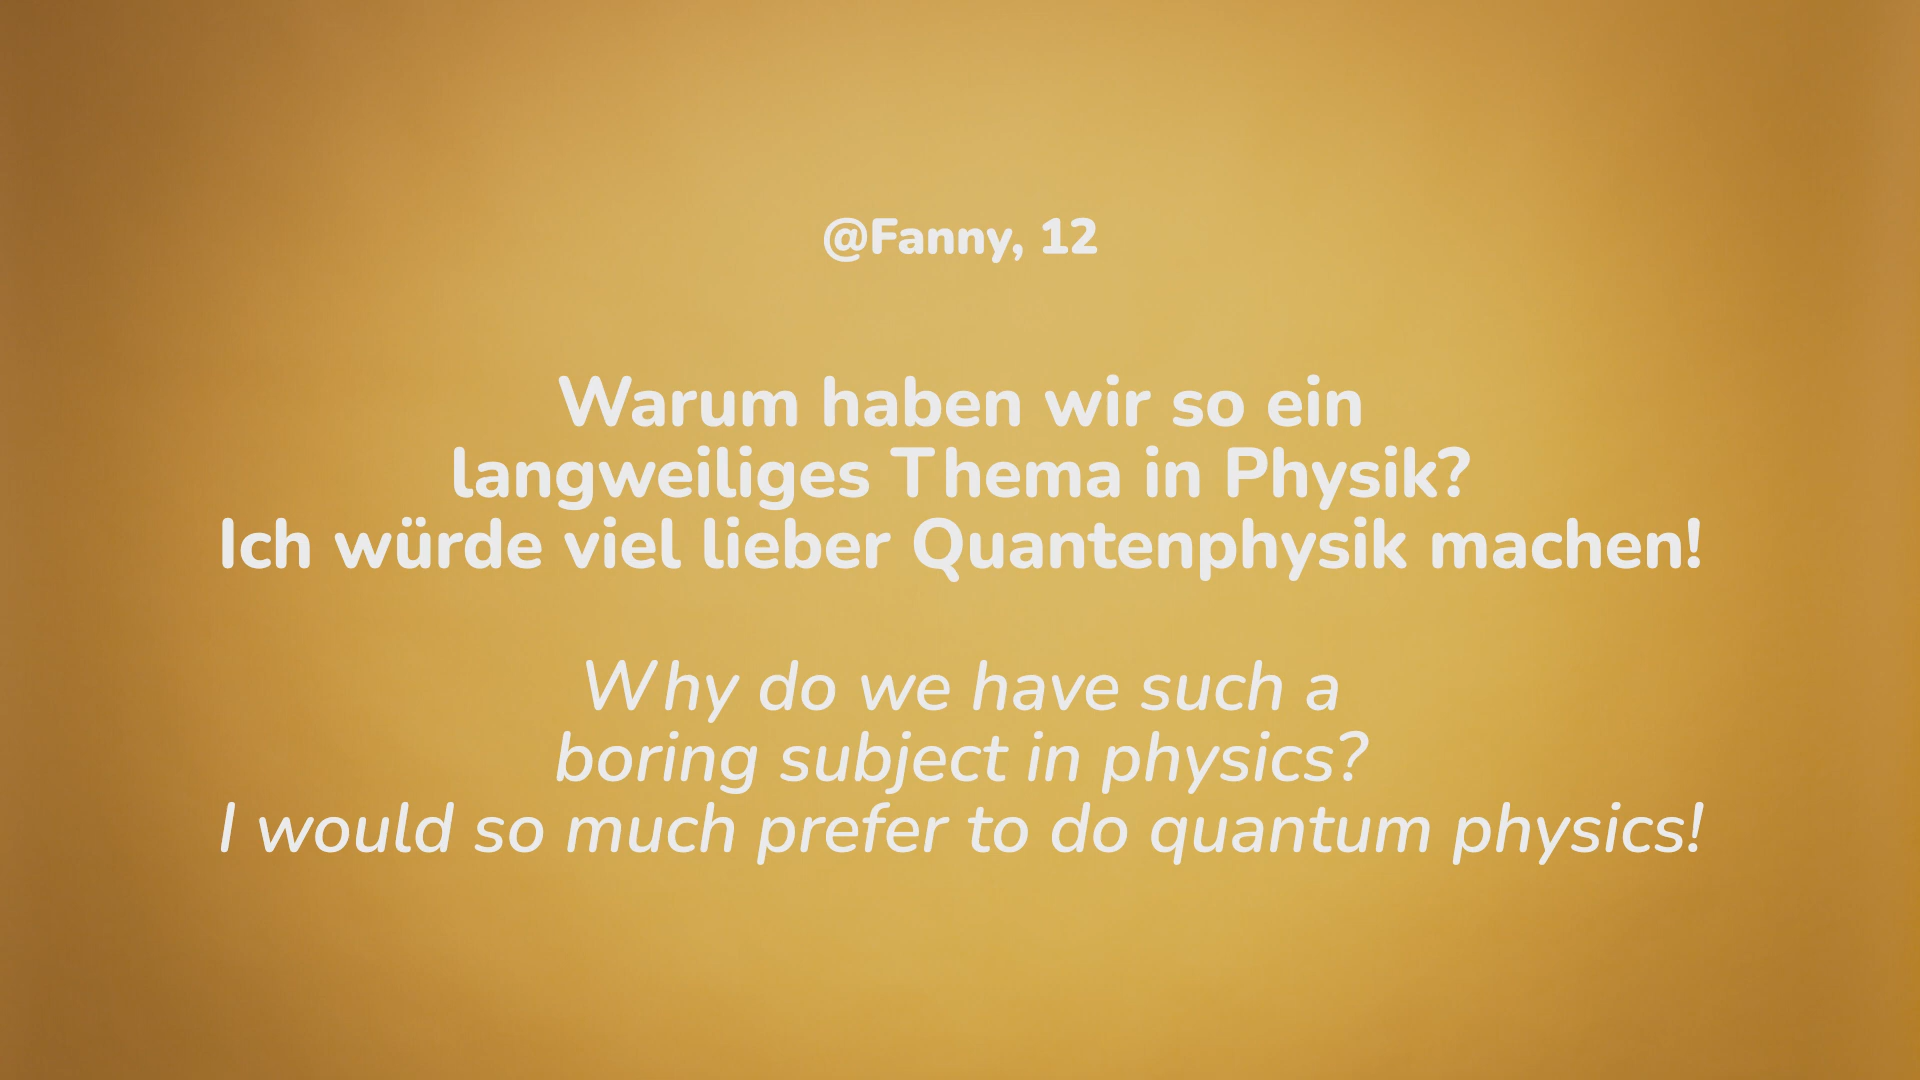 @Fanny, 12
Warum haben wir so ein
langweiliges Thema in Physik?
Ich würde viel lieber Quantenphysik machen!
Why do we have such a
boring subject in physics?
I would so much prefer to do quantum physics!